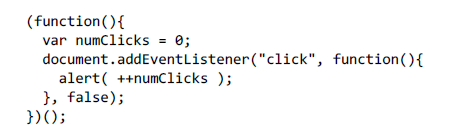 (function(){
  var numClicks = 0;
  document.addEventListener("click", function(){
    alert( ++numClicks );
  }, false);
})();